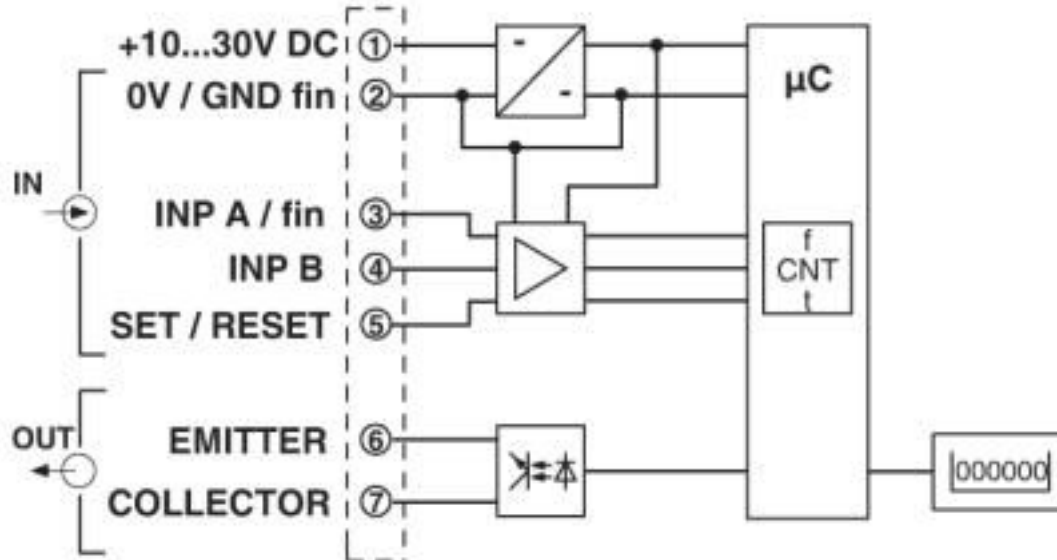 +10...30V DC 1
0V / GND fin 2
µC
IN
INP A / fin 3
INP B 4
SET / RESET 5
f
CNT
t
OUT
EMITTER 6
COLLECTOR 7
000000